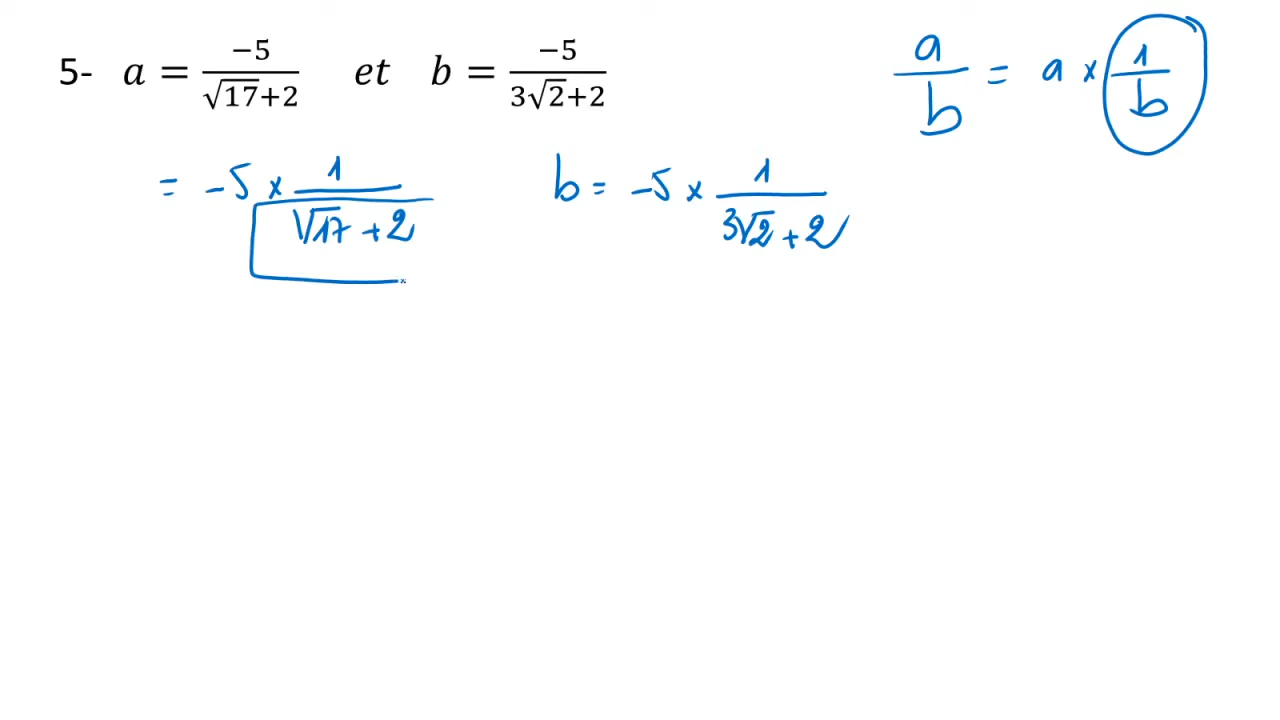 5- a = −5/(√17+2) et b = −5/(3√2+2)
a/b = a × 1/b
= −5 × 1/(√17 + 2) b = −5 × 1/(3√2 + 2)